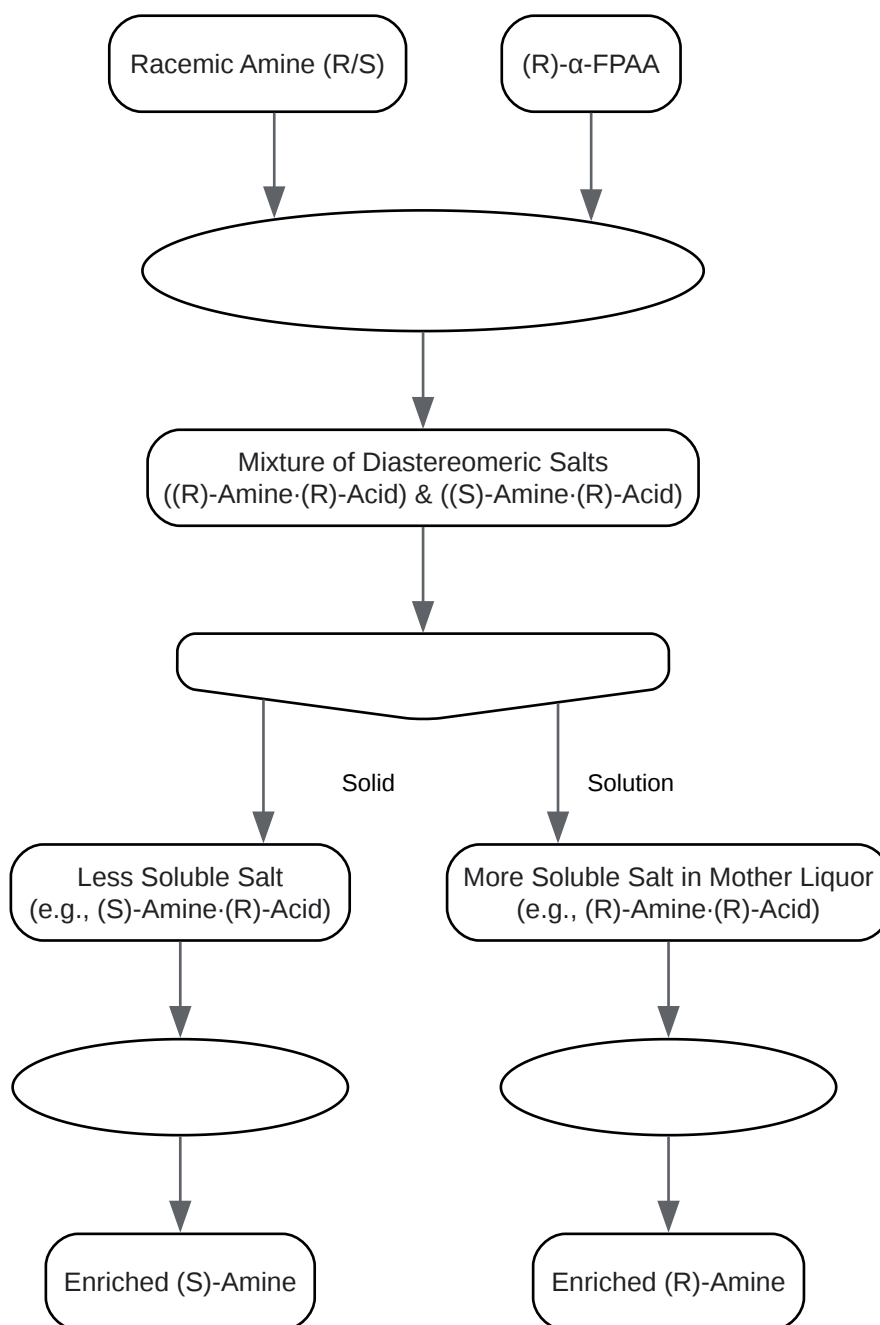 Racemic Amine (R/S)
(R)-α-FPAA
Mixture of Diastereomeric Salts
((R)-Amine·(R)-Acid) & ((S)-Amine·(R)-Acid)
Solid
Solution
Less Soluble Salt
(e.g., (S)-Amine·(R)-Acid)
More Soluble Salt in Mother Liquor
(e.g., (R)-Amine·(R)-Acid)
Enriched (S)-Amine
Enriched (R)-Amine